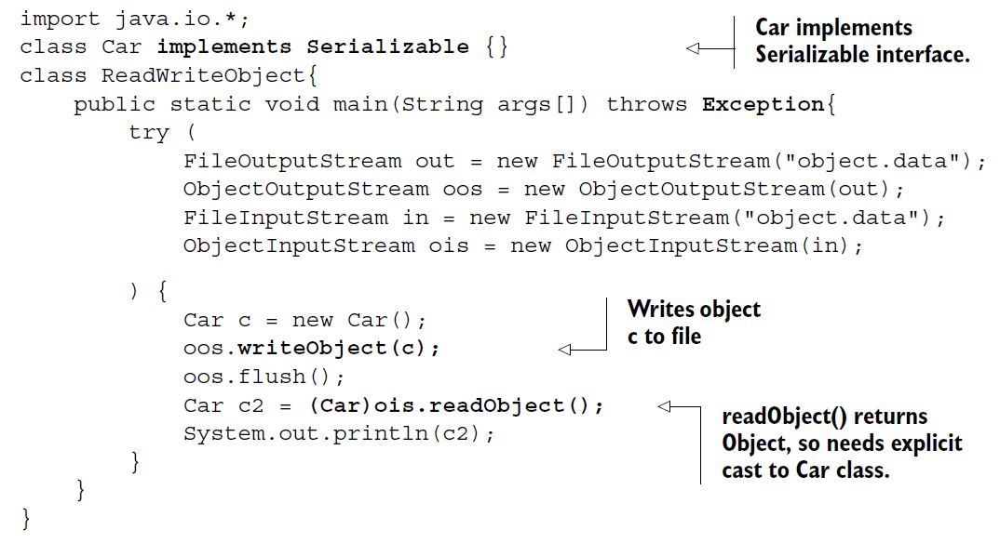 import java.io.*;
class Car implements Serializable {}
class ReadWriteObject{
    public static void main(String args[]) throws Exception{
        try (
            FileOutputStream out = new FileOutputStream("object.data");
            ObjectOutputStream oos = new ObjectOutputStream(out);
            FileInputStream in = new FileInputStream("object.data");
            ObjectInputStream ois = new ObjectInputStream(in);
        ) {
            Car c = new Car();
            oos.writeObject(c);
            oos.flush();
            Car c2 = (Car)ois.readObject();
            System.out.println(c2);
        }
    }
}
Car implements
Serializable interface.
Writes object
c to file
readObject() returns
Object, so needs explicit
cast to Car class.